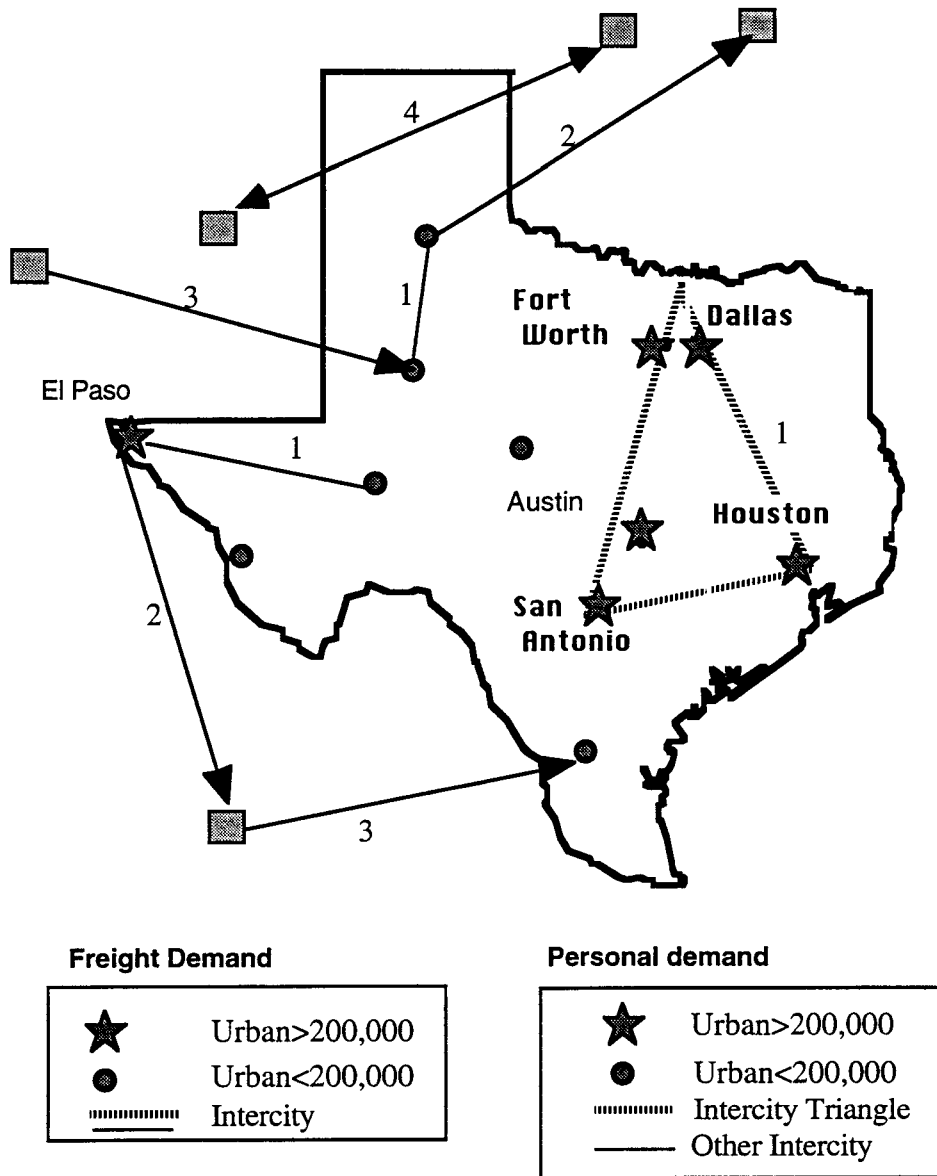 4
2
1
3
Fort
Worth
Dallas
El Paso
1
1
Austin
Houston
2
San
Antonio
3
Freight Demand
Urban>200,000
Urban<200,000
Intercity
Personal demand
Urban>200,000
Urban<200,000
Intercity Triangle
Other Intercity